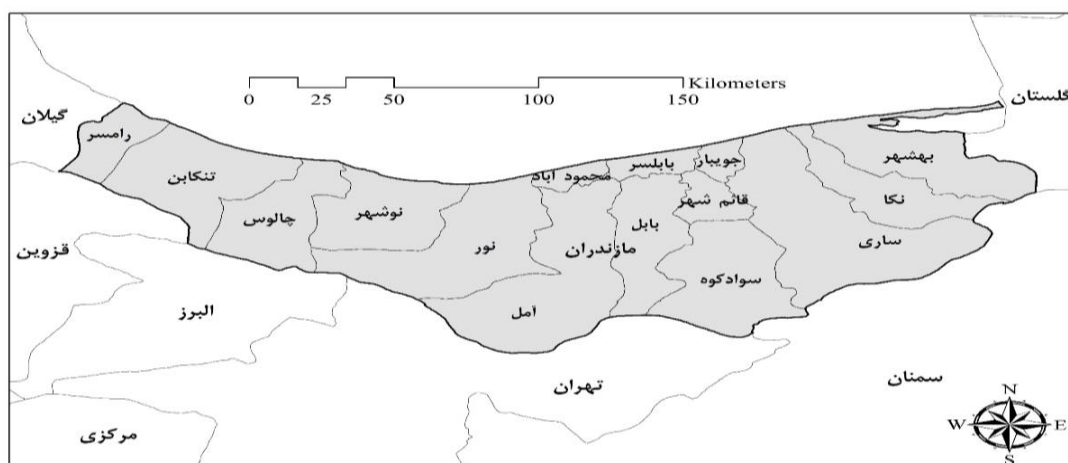 Kilometers
0 25 50 100 150
گلستان
گیلان
رامسر
تنکابن
چالوس
نوشهر
نور
محمود آباد
آمل
مازندران
بابلسر
بابل
جویبار
قائم شهر
سوادکوه
ساری
نکا
بهشهر
قزوین
البرز
تهران
سمنان
مرکزی
N
W E
S